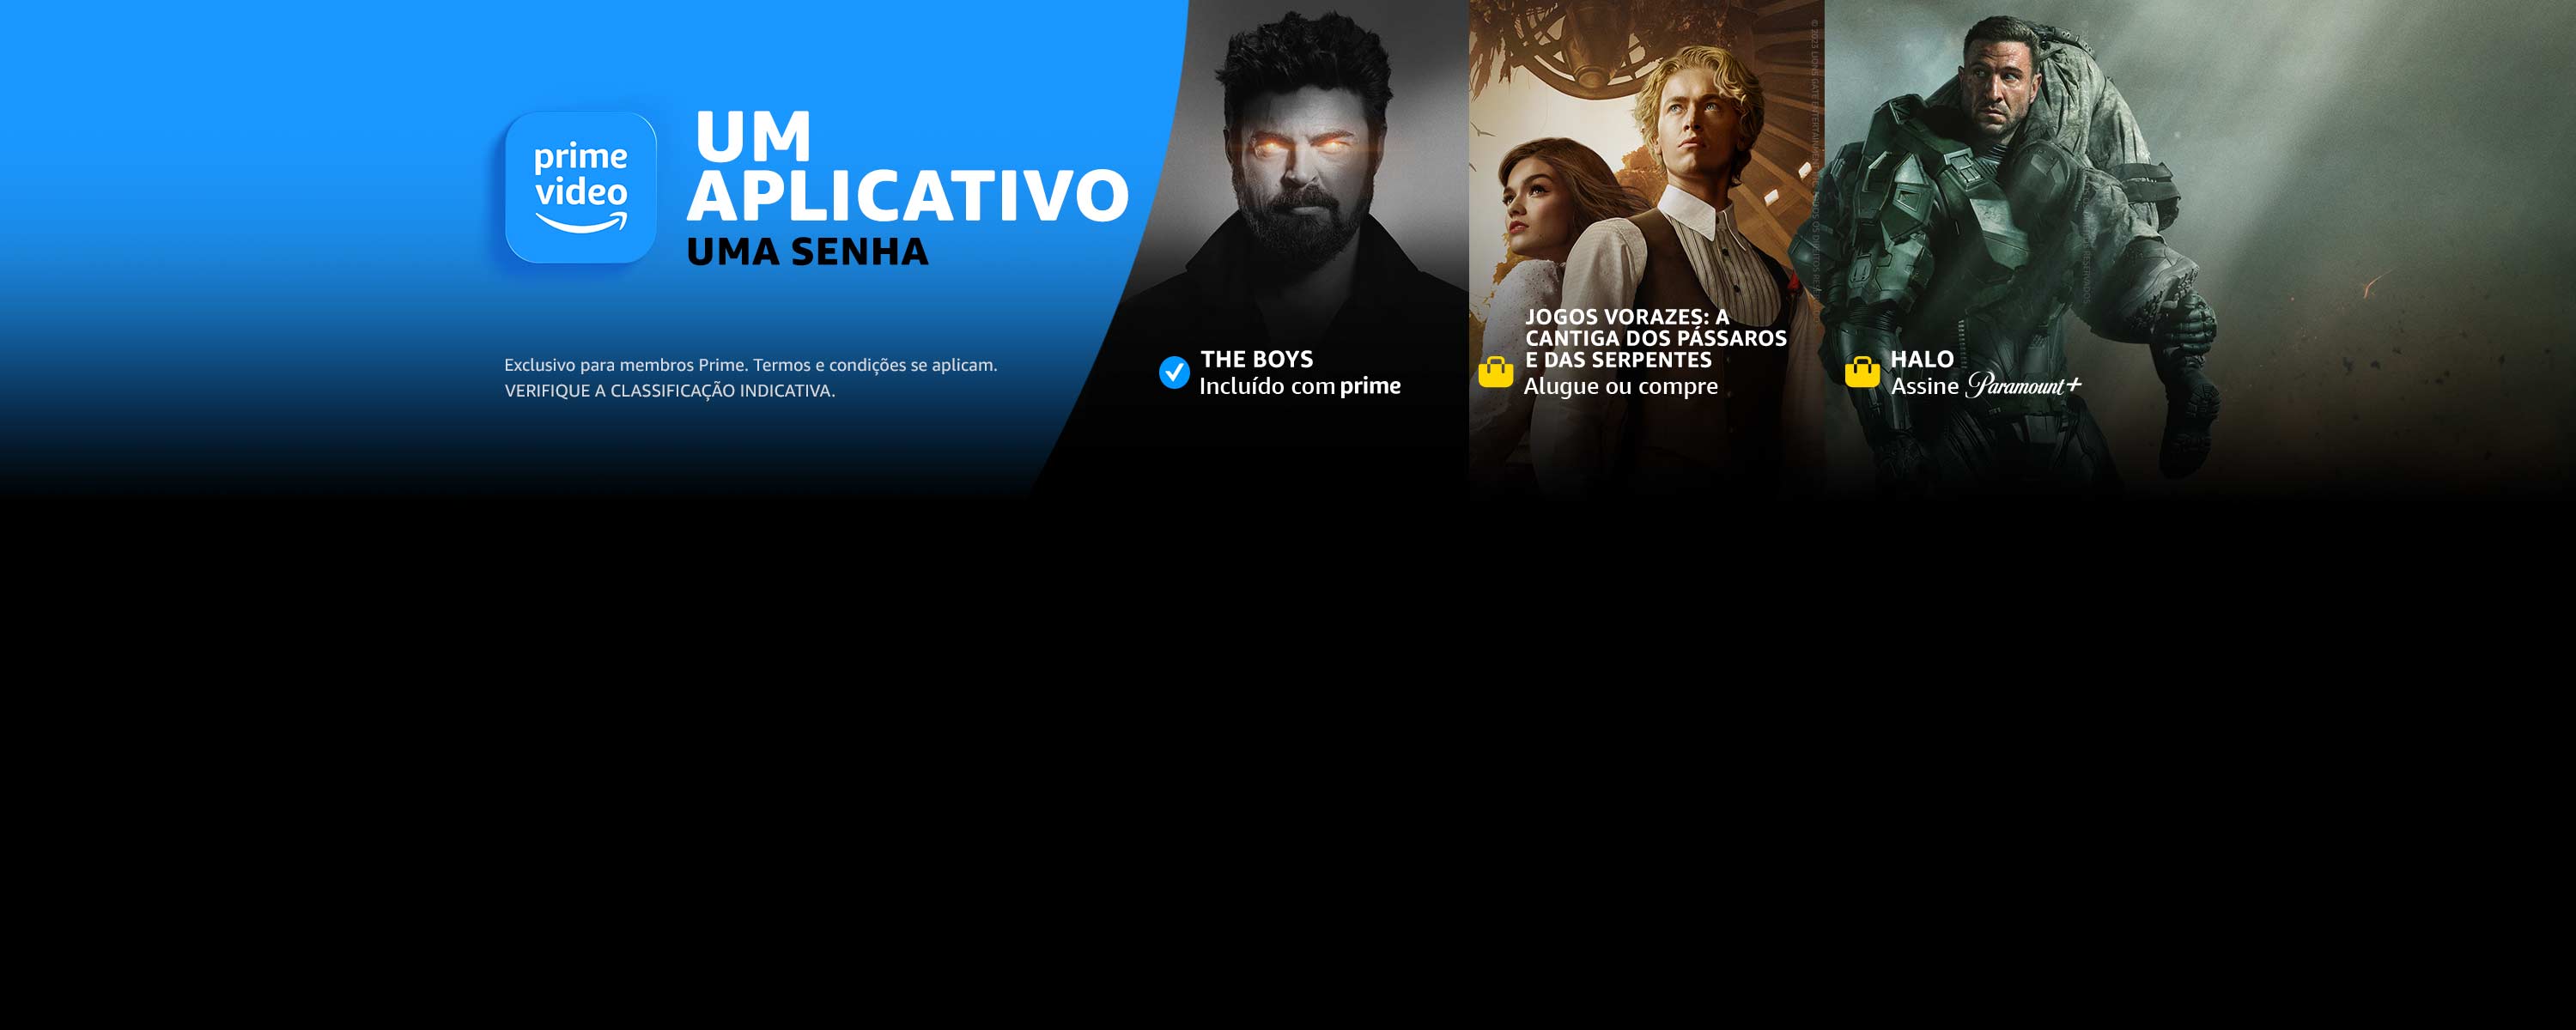 prime
video
UM
APLICATIVO
UMA SENHA
Exclusivo para membros Prime. Termos e condições se aplicam.
VERIFIQUE A CLASSIFICAÇÃO INDICATIVA.
THE BOYS
Incluído com prime
JOGOS VORAZES: A
CANTIGA DOS PÁSSAROS
E DAS SERPENTES
Alugue ou compre
HALO
Assine Paramount+